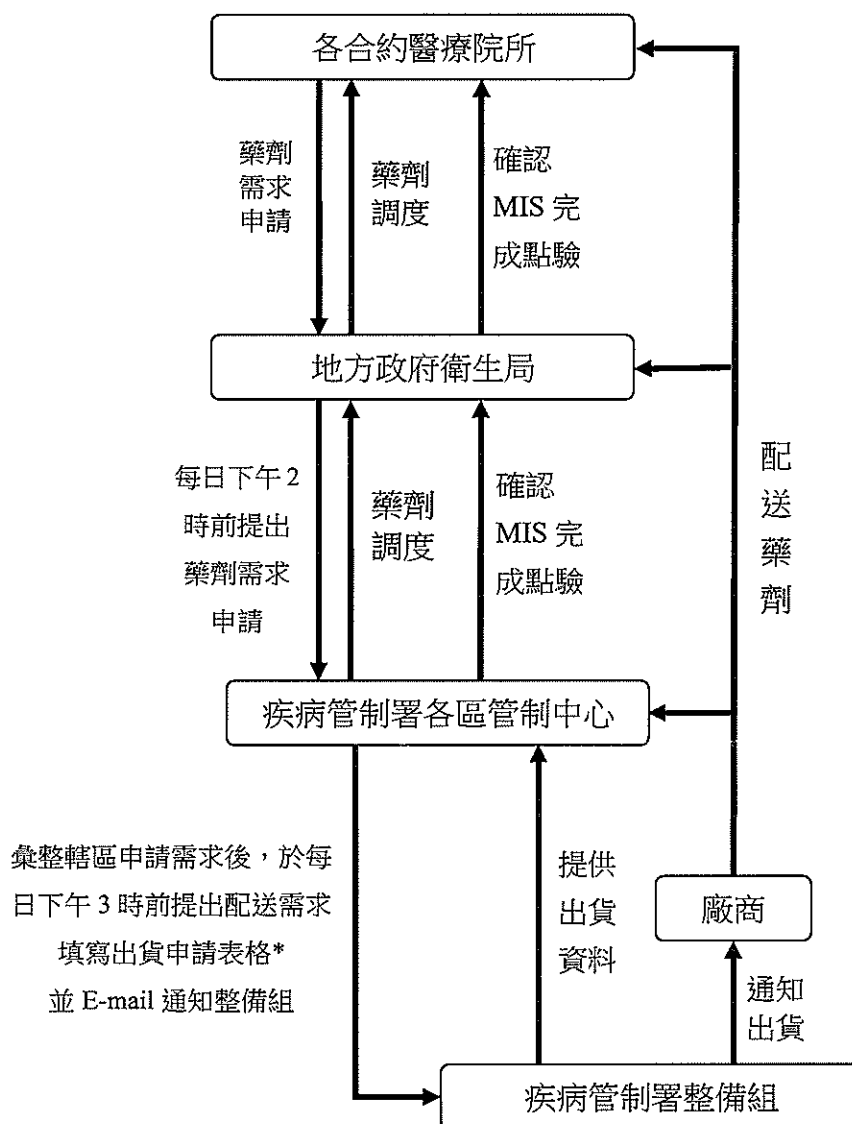 各合約醫療院所
藥劑
需求
申請
藥劑
調度
確認
MIS 完
成點驗
地方政府衛生局
每日下午 2
時前提出
藥劑需求
申請
藥劑
調度
確認
MIS 完
成點驗
配
送
藥
劑
疾病管制署各區管制中心
彙整轄區申請需求後，於每
日下午 3 時前提出配送需求
填寫出貨申請表格*
並 E-mail 通知整備組
提供
出貨
資料
廠商
通知
出貨
疾病管制署整備組